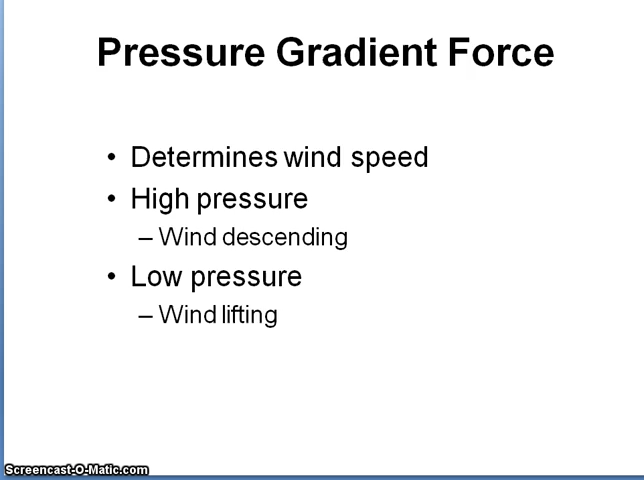 Pressure Gradient Force
• Determines wind speed
• High pressure
– Wind descending
• Low pressure
– Wind lifting
Screencast-O-Matic.com